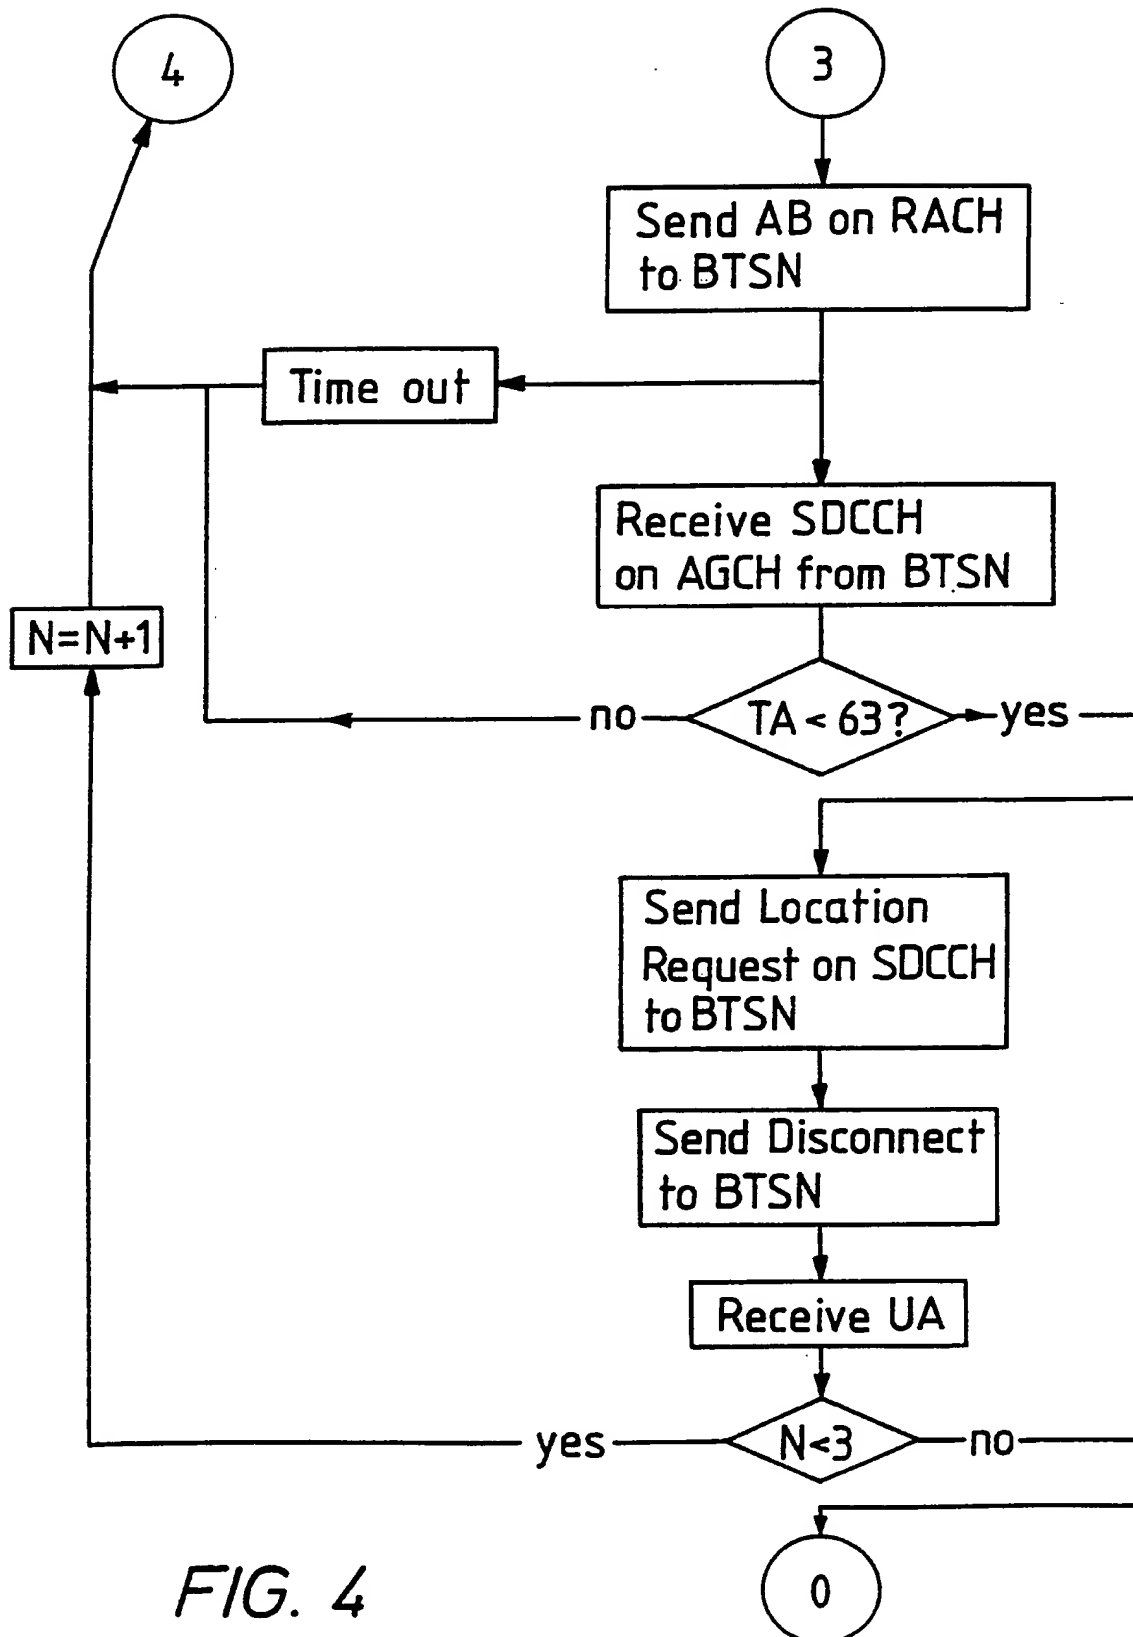 4
3
Send AB on RACH
to BTSN
Time out
Receive SDCCH
on AGCH from BTSN
N=N+1
no
TA < 63?
yes
Send Location
Request on SDCCH
to BTSN
Send Disconnect
to BTSN
Receive UA
yes
N<3
no
0
FIG. 4